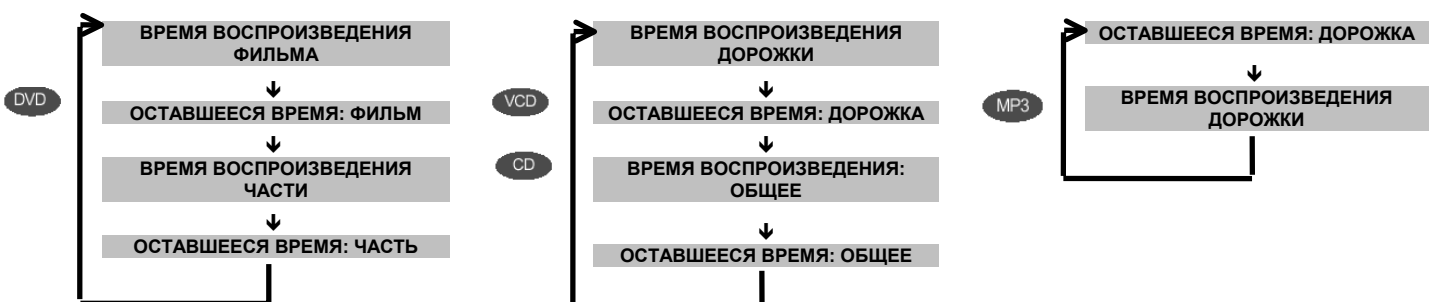 DVD
ВРЕМЯ ВОСПРОИЗВЕДЕНИЯ
ФИЛЬМА
ОСТАВШЕЕСЯ ВРЕМЯ: ФИЛЬМ
ВРЕМЯ ВОСПРОИЗВЕДЕНИЯ
ЧАСТИ
ОСТАВШЕЕСЯ ВРЕМЯ: ЧАСТЬ
VCD
CD
ВРЕМЯ ВОСПРОИЗВЕДЕНИЯ
ДОРОЖКИ
ОСТАВШЕЕСЯ ВРЕМЯ: ДОРОЖКА
ВРЕМЯ ВОСПРОИЗВЕДЕНИЯ:
ОБЩЕЕ
ОСТАВШЕЕСЯ ВРЕМЯ: ОБЩЕЕ
MP3
ОСТАВШЕЕСЯ ВРЕМЯ: ДОРОЖКА
ВРЕМЯ ВОСПРОИЗВЕДЕНИЯ
ДОРОЖКИ